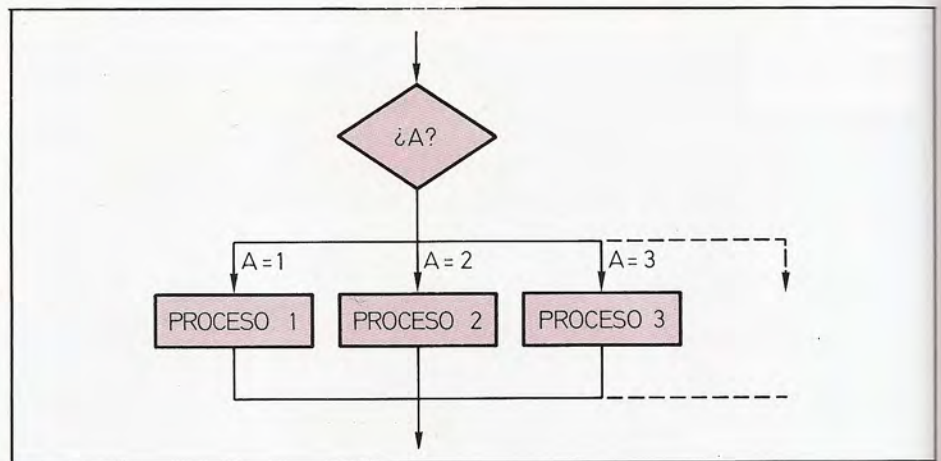 ¿A?
A=1
A=2
A=3
PROCESO 1
PROCESO 2
PROCESO 3